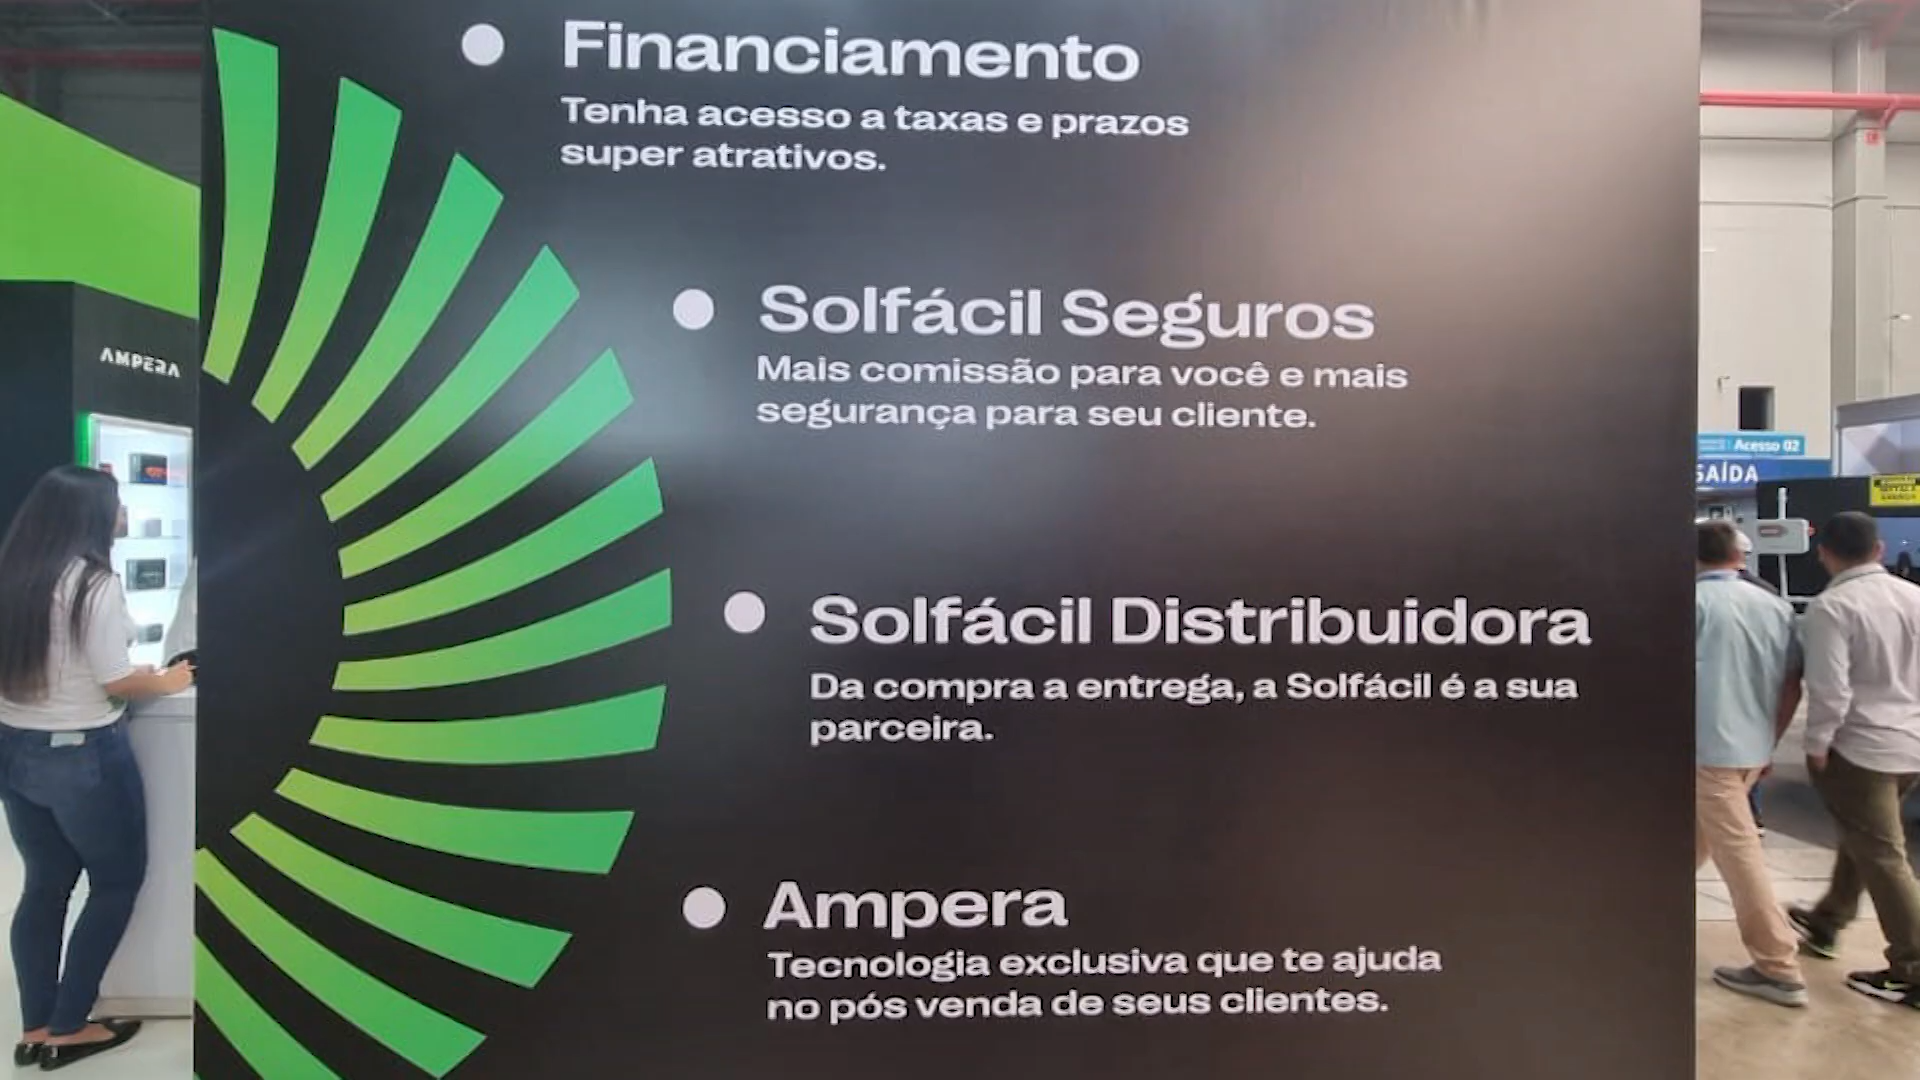 Financiamento
Tenha acesso a taxas e prazos
super atrativos.
Solfácil Seguros
Mais comissão para você e mais
segurança para seu cliente.
Solfácil Distribuidora
Da compra a entrega, a Solfácil é a sua
parceira.
Ampera
Tecnologia exclusiva que te ajuda
no pós venda de seus clientes.
AMPERA
Acesso 02
SAÍDA